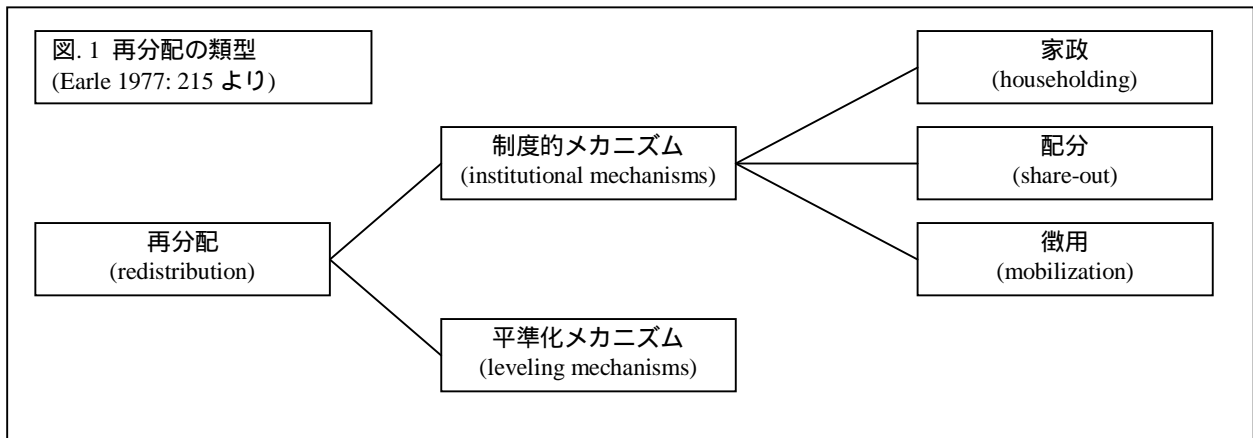 図. 1 再分配の類型
(Earle 1977: 215 より)
再分配
(redistribution)
制度的メカニズム
(institutional mechanisms)
平準化メカニズム
(leveling mechanisms)
家政
(householding)
配分
(share-out)
徴用
(mobilization)